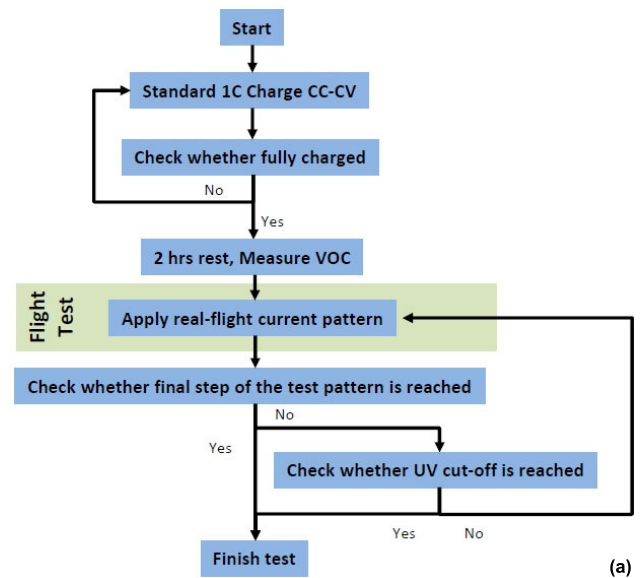 Start
Standard 1C Charge CC-CV
Check whether fully charged
No
Yes
2 hrs rest, Measure VOC
Flight
Test
Apply real-flight current pattern
Check whether final step of the test pattern is reached
No
Yes
Check whether UV cut-off is reached
Yes
No
Finish test
(a)